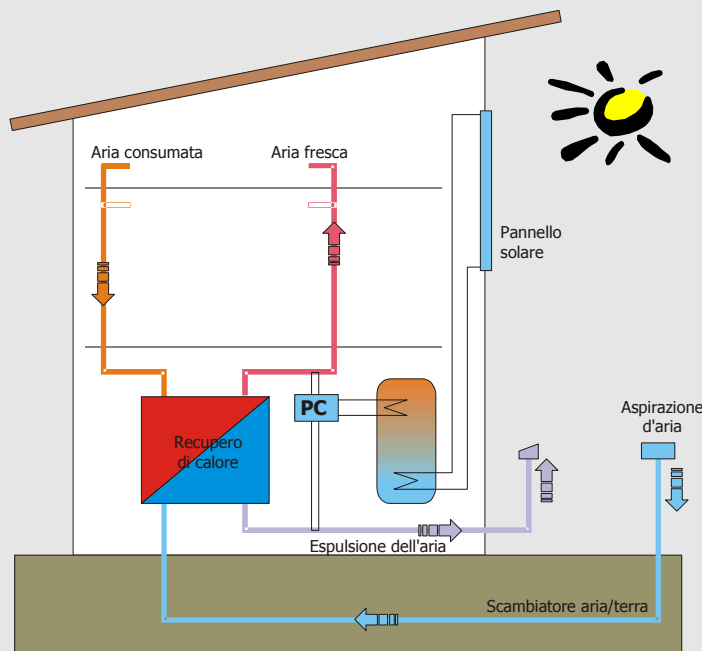 Aria consumata
Aria fresca
Pannello
solare
PC
Aspirazione
d'aria
Recupero
di calore
Espulsione dell'aria
Scambiatore aria/terra